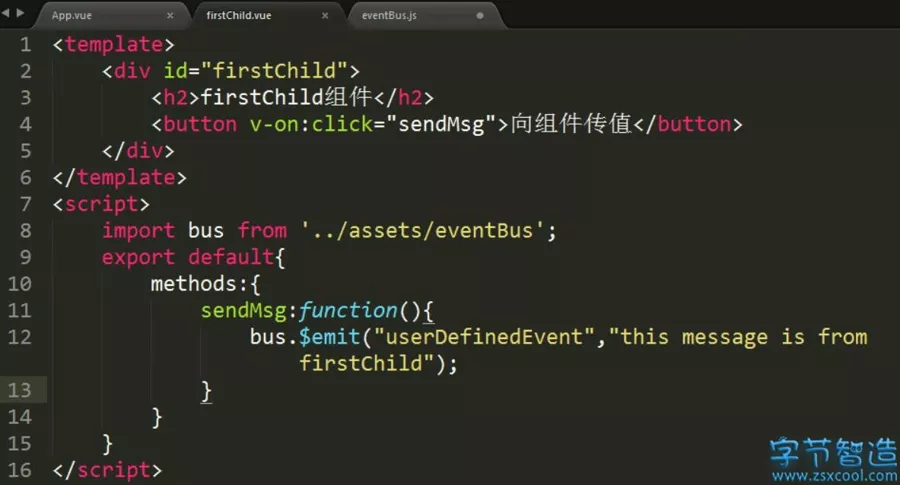 App.vue × firstChild.vue × eventBus.js
1 <template>
2 <div id="firstChild">
3 <h2>firstChild组件</h2>
4 <button v-on:click="sendMsg">向组件传值</button>
5 </div>
6 </template>
7 <script>
8 import bus from '../assets/eventBus';
9 export default{
10 methods:{
11 sendMsg:function(){
12 bus.$emit("userDefinedEvent","this message is from
firstChild");
13 }
14 }
15 }
16 </script>
字节智造
www.zsxcool.com